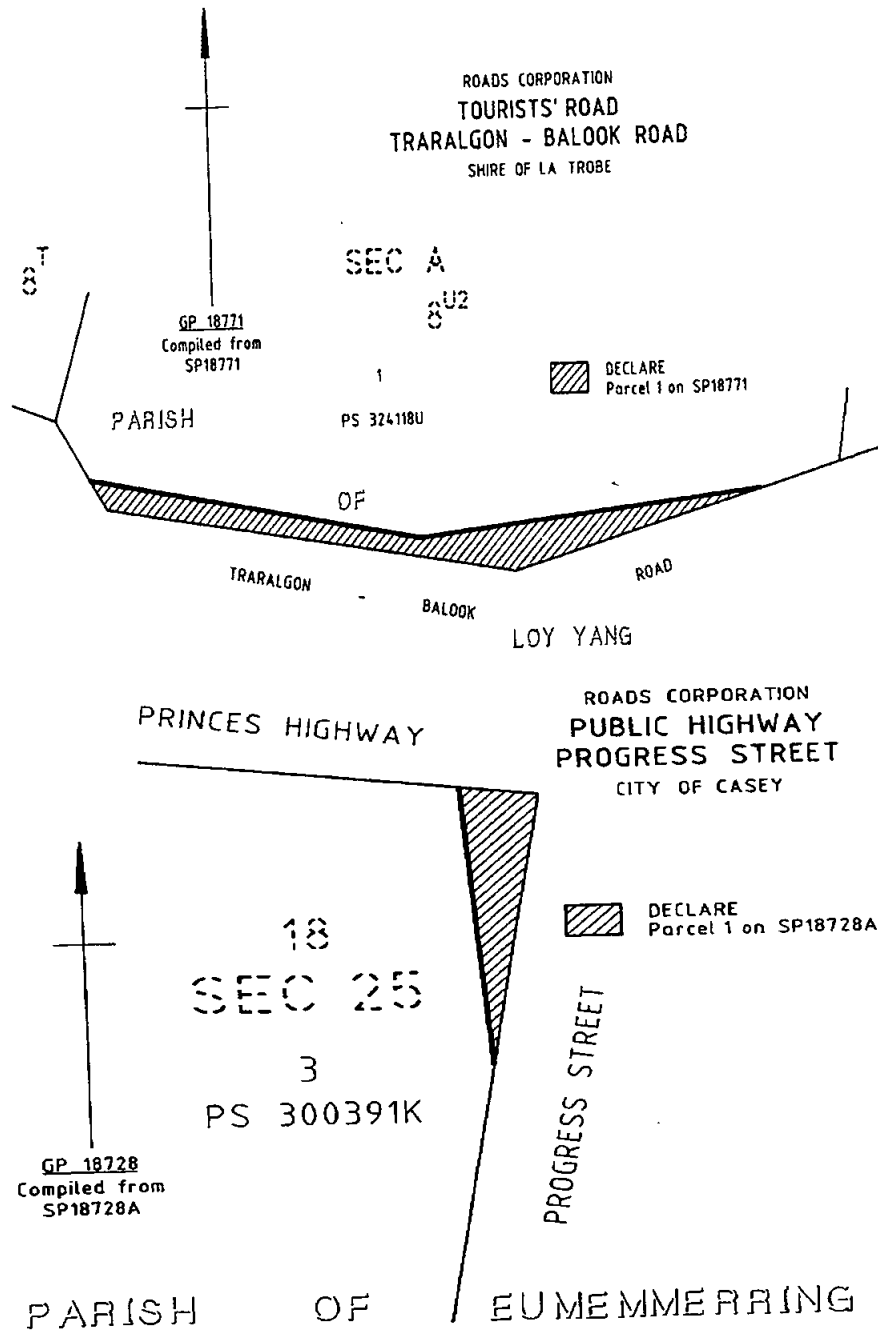 ROADS CORPORATION
TOURISTS' ROAD
TRARALGON - BALOOK ROAD
SHIRE OF LA TROBE
8T
SEC A
8U2
GP 18771
Compiled from
SP18771
1
DECLARE
Parcel 1 on SP18771
PARISH
PS 324118U
OF
TRARALGON - BALOOK ROAD
LOY YANG
ROADS CORPORATION
PUBLIC HIGHWAY
PROGRESS STREET
CITY OF CASEY
PRINCES HIGHWAY
DECLARE
Parcel 1 on SP18728A
18
SEC 25
3
PS 300391K
PROGRESS STREET
GP 18728
Compiled from
SP18728A
PARISH OF EUMEMMERRING